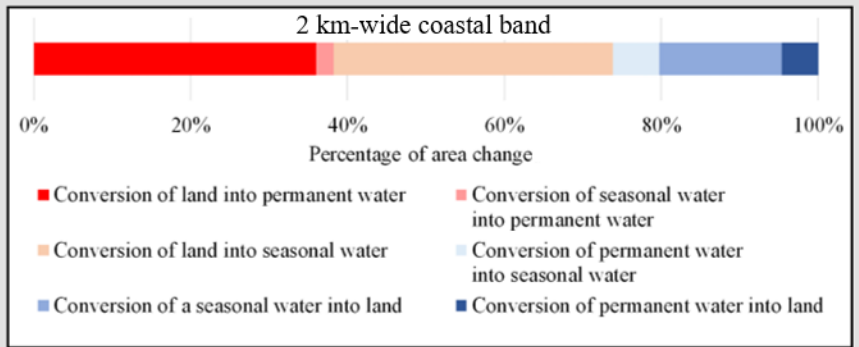 2 km-wide coastal band
0% 20% 40% 60% 80% 100%
Percentage of area change
Conversion of land into permanent water
Conversion of seasonal water
into permanent water
Conversion of land into seasonal water
Conversion of permanent water
into seasonal water
Conversion of a seasonal water into land
Conversion of permanent water into land